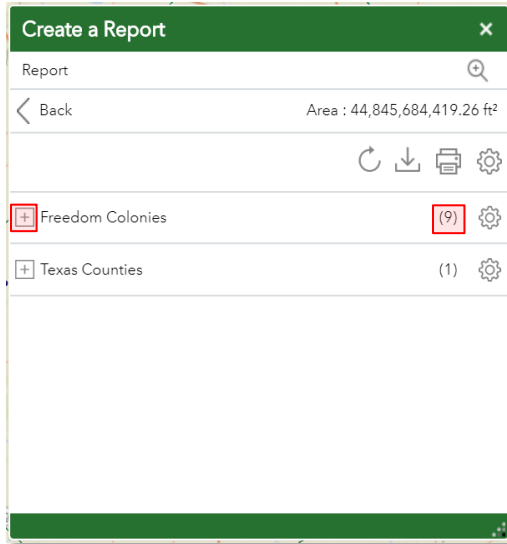 Create a Report
Report
Back Area : 44,845,684,419.26 ft²
Freedom Colonies (9)
Texas Counties (1)